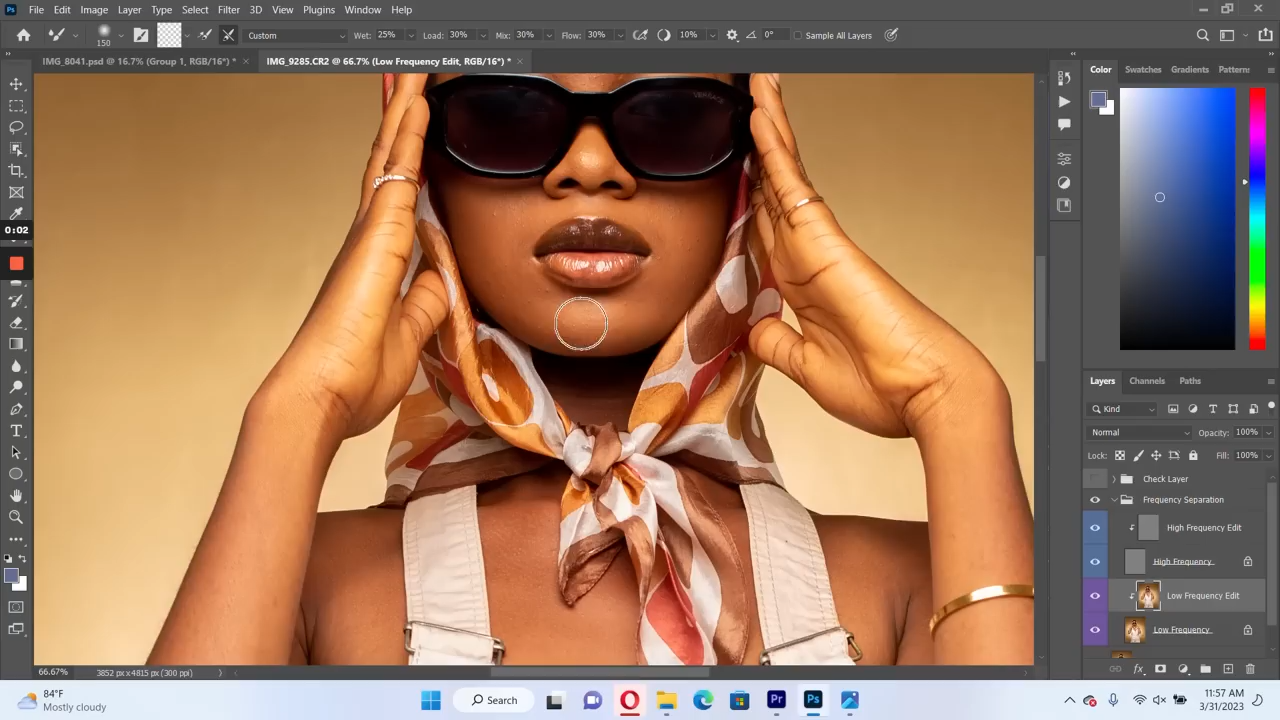 Ps File Edit Image Layer Type Select Filter 3D View Plugins Window Help
150 Custom Wet: 25% Load: 30% Mix: 30% Flow: 30% 10% 0° Sample All Layers
IMG_8041.psd @ 16.7% (Group 1, RGB/16*) * × IMG_9285.CR2 @ 66.7% (Low Frequency Edit, RGB/16*) * ×
0:02
Color Swatches Gradients Patterns
Layers Channels Paths
Kind
Normal Opacity: 100%
Lock: Fill: 100%
Check Layer
Frequency Separation
High Frequency Edit
High Frequency
Low Frequency Edit
Low Frequency
66.67% 3852 px x 4815 px (300 ppi)
84°F
Mostly cloudy
Search
Pr
Ps
11:57 AM
3/31/2023